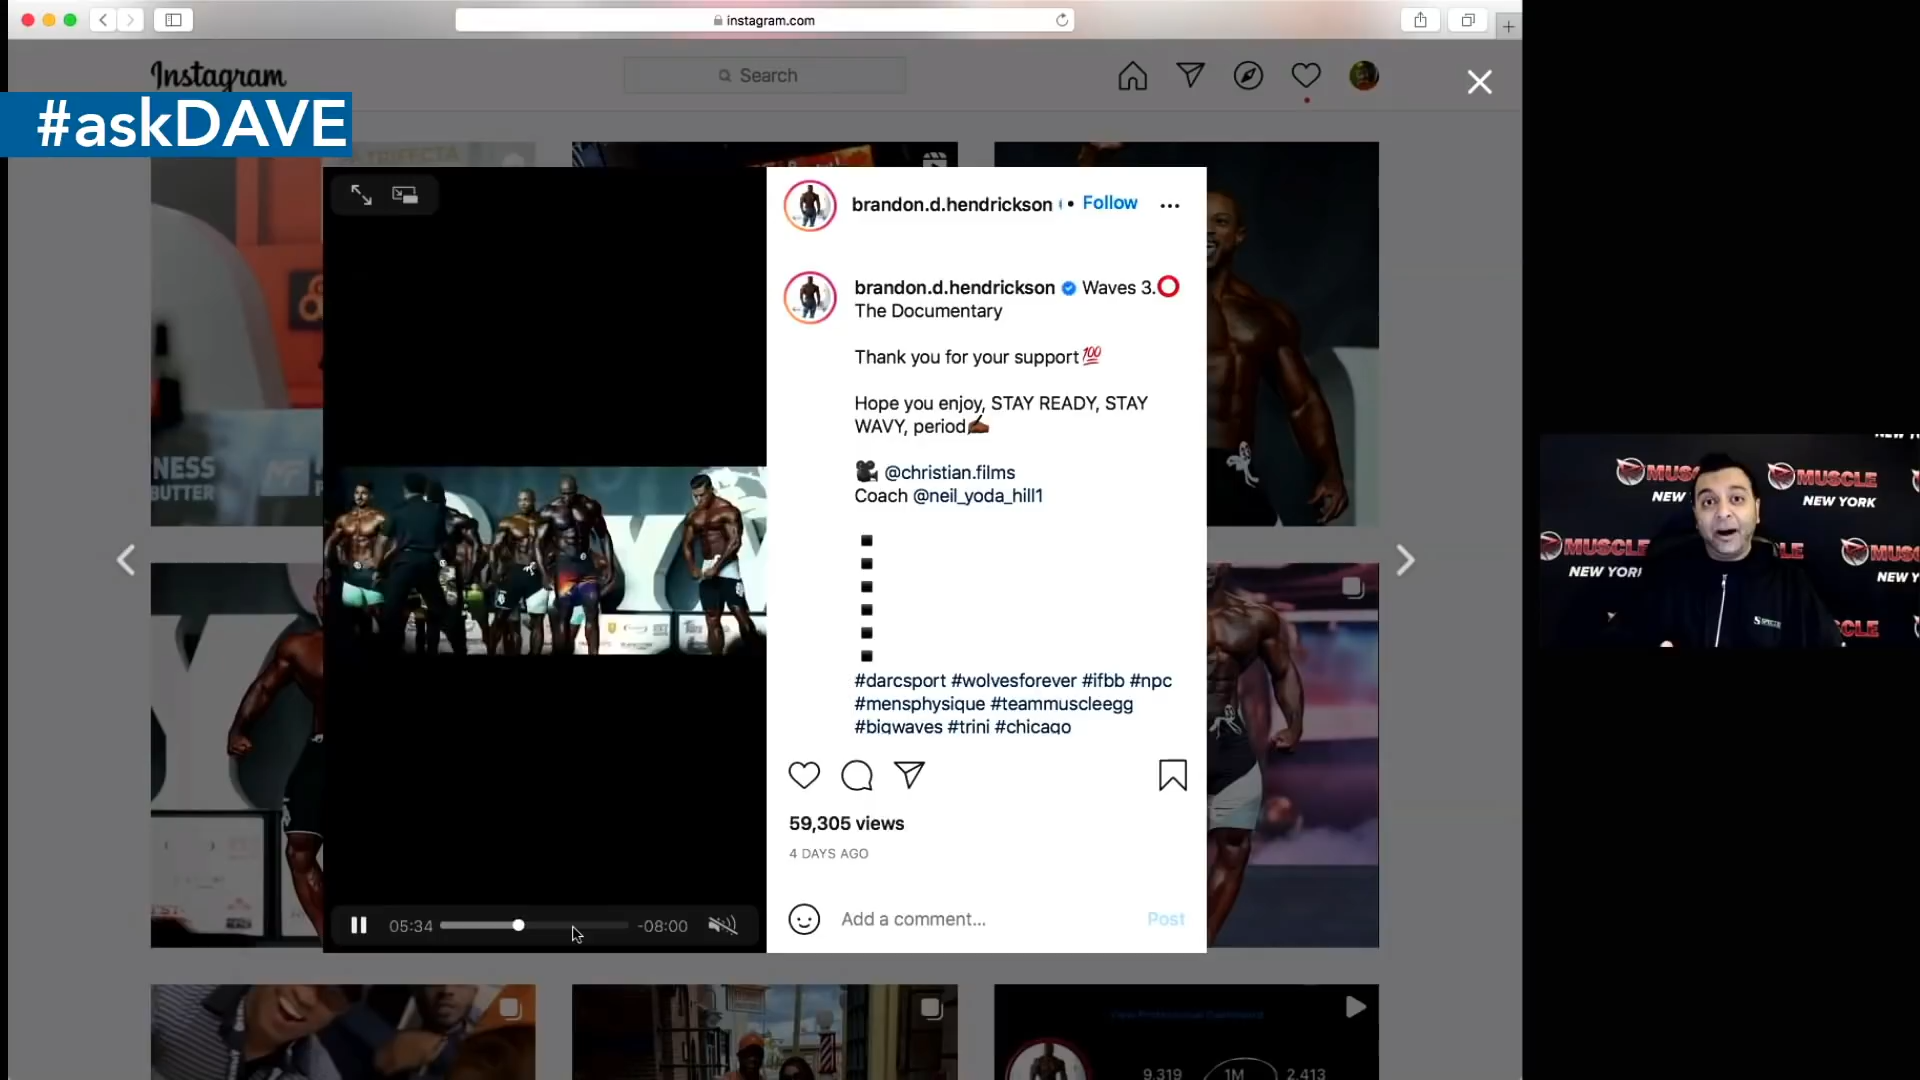 instagram.com
Instagram
Search
#askDAVE
TRIFECTA
brandon.d.hendrickson • Follow
brandon.d.hendrickson Waves 3.⭕
The Documentary
Thank you for your support💯
Hope you enjoy, STAY READY, STAY
WAVY, period✍🏾
🎥 @christian.films
Coach @neil_yoda_hill1
▪
▪
▪
▪
▪
▪
#darcsport #wolvesforever #ifbb #npc
#mensphysique #teammuscleegg
#bigwaves #trini #chicago
59,305 views
4 DAYS AGO
Add a comment...
Post
05:34
-08:00
NESS
BUTTER
MUSCLE
NEW YORK
MUSCLE
NEW YORK
9,319 1M 2,413